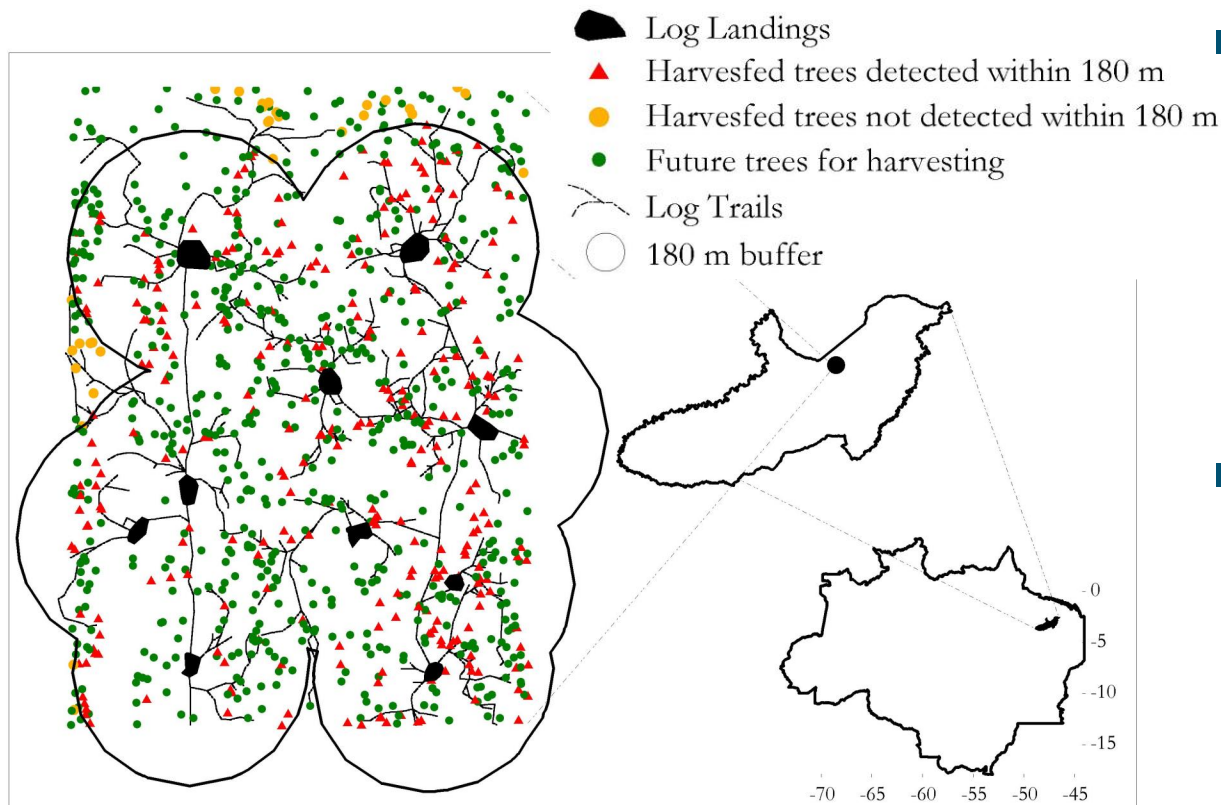 Log Landings
Harvesfed trees detected within 180 m
Harvesfed trees not detected within 180 m
Future trees for harvesting
Log Trails
180 m buffer
- 0
-5
-10
-15
-70 -65 -60 -55 -50 -45